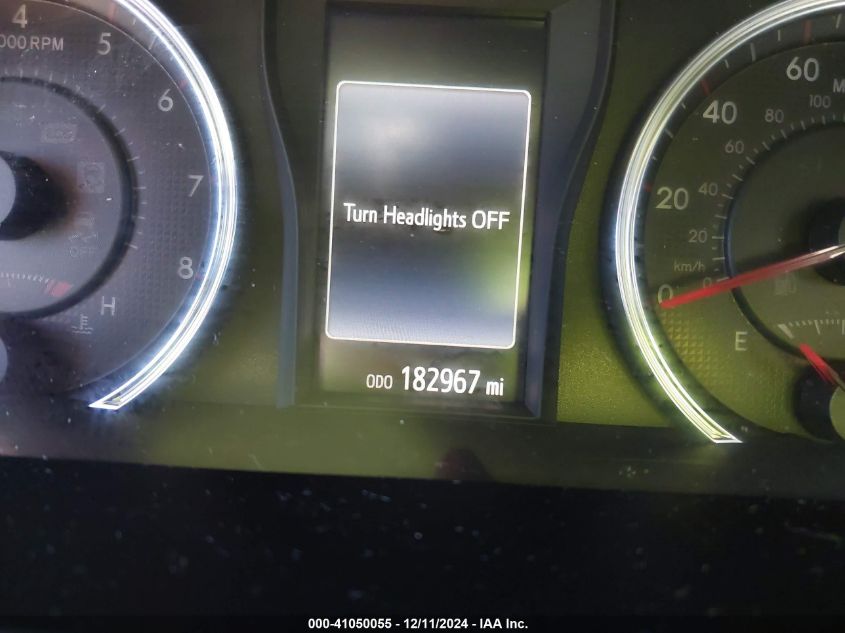 4
5
6
7
8
000 RPM
OFF
H
Turn Headlights OFF
ODO 182967 mi
60
40
20
0
100
80
60
40
20
0
km/h
E
000-41050055 - 12/11/2024 - IAA Inc.